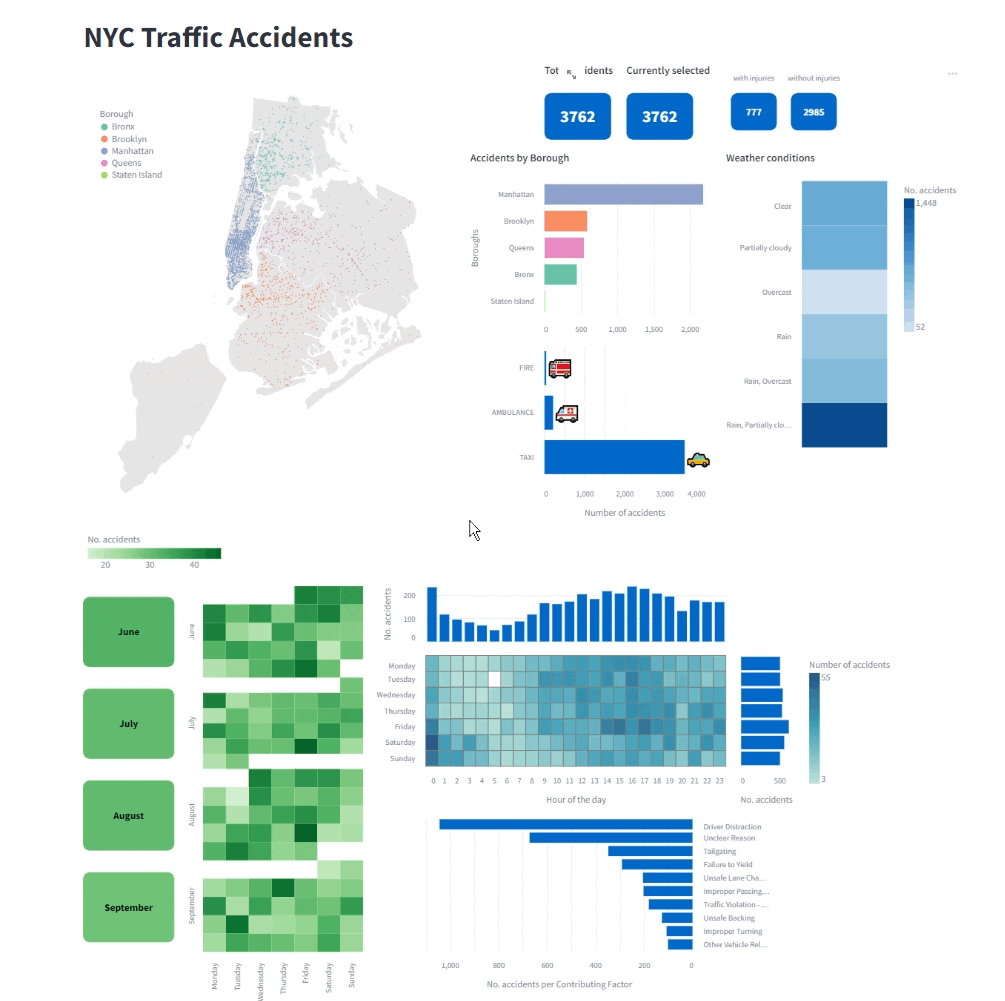 NYC Traffic Accidents
Tot idents
Currently selected
with injuries
without injuries
3762
3762
777
2985
Borough
Bronx
Brooklyn
Manhattan
Queens
Staten Island
Accidents by Borough
Boroughs
Manhattan
Brooklyn
Queens
Bronx
Staten Island
0 500 1,000 1,500 2,000
Weather conditions
Clear
Partially cloudy
Overcast
Rain
Rain, Overcast
Rain, Partially clo...
No. accidents
1,448
52
FIRE
AMBULANCE
TAXI
0 1,000 2,000 3,000 4,000
Number of accidents
No. accidents
20 30 40
June
July
August
September
June
July
August
September
Monday
Tuesday
Wednesday
Thursday
Friday
Saturday
Sunday
No. accidents
200
100
0
Monday
Tuesday
Wednesday
Thursday
Friday
Saturday
Sunday
0 1 2 3 4 5 6 7 8 9 10 11 12 13 14 15 16 17 18 19 20 21 22 23
Hour of the day
0 500
No. accidents
Number of accidents
55
3
Driver Distraction
Unclear Reason
Tailgating
Failure to Yield
Unsafe Lane Cha...
Improper Passing...
Traffic Violation - ...
Unsafe Backing
Improper Turning
Other Vehicle Rel...
1,000 800 600 400 200 0
No. accidents per Contributing Factor